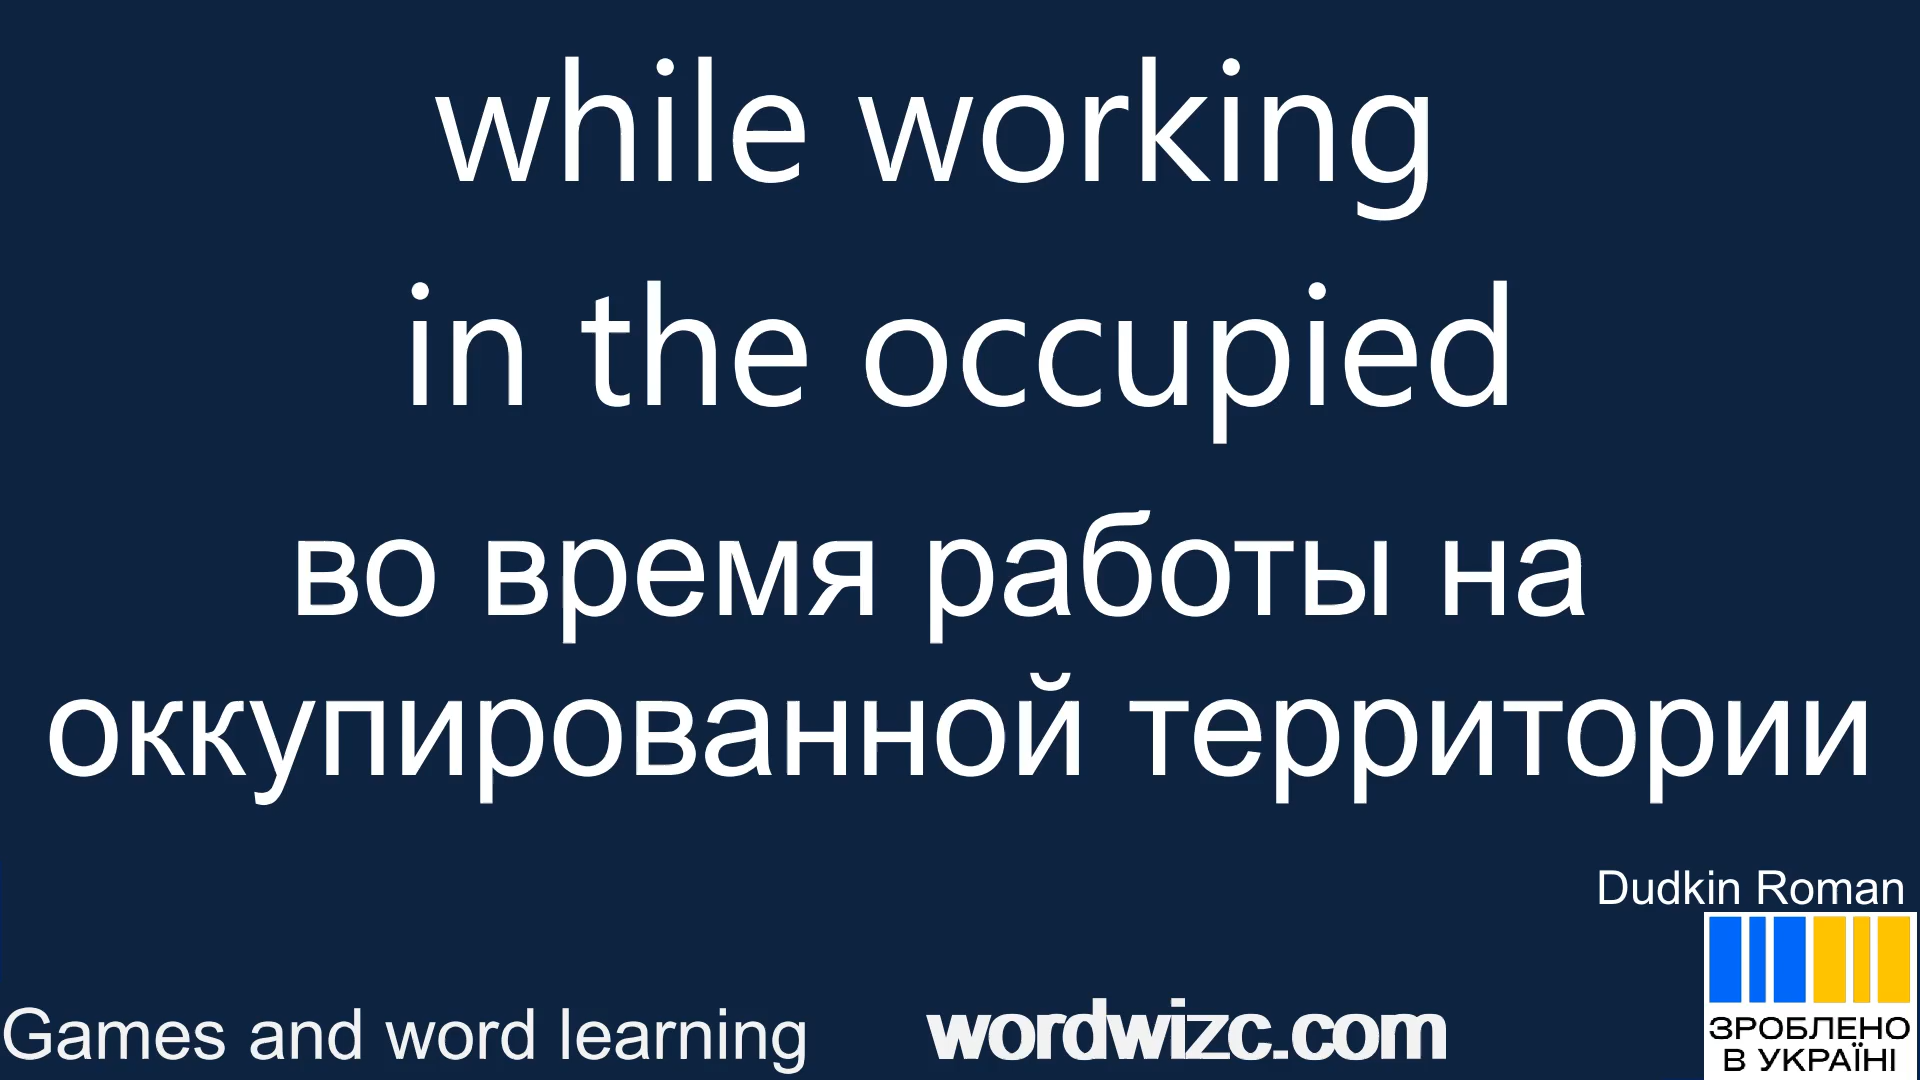 while working
in the occupied
во время работы на
оккупированной территории
Dudkin Roman
Games and word learning
wordwizc.com
ЗРОБЛЕНО
В УКРАЇНІ